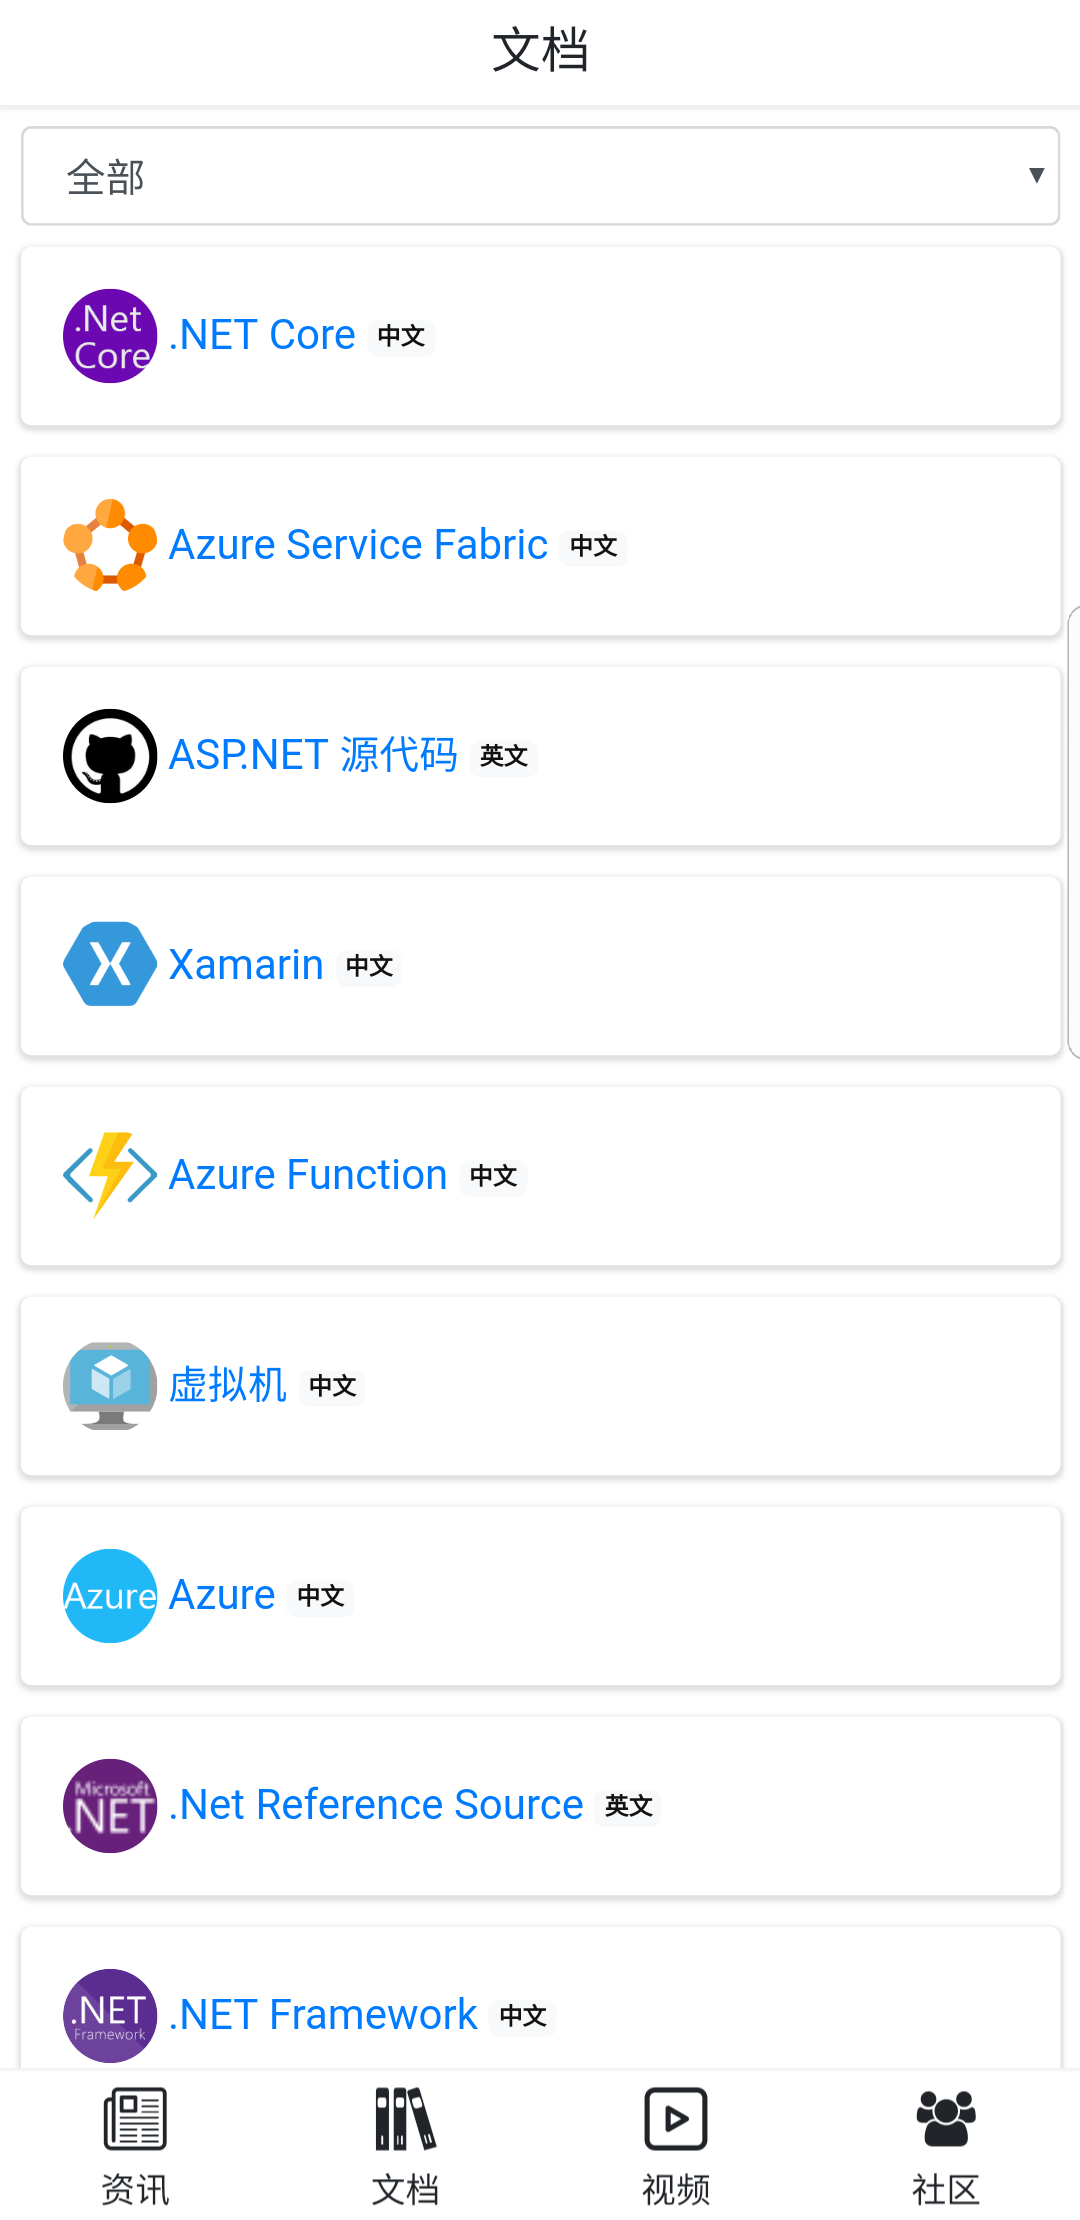 文档
全部
.Net
Core
.NET Core 中文
Azure Service Fabric 中文
ASP.NET 源代码 英文
X
Xamarin 中文
Azure Function 中文
虚拟机 中文
Azure
Azure 中文
Microsoft
.NET
.Net Reference Source 英文
.NET
Framework
.NET Framework 中文
资讯 文档 视频 社区